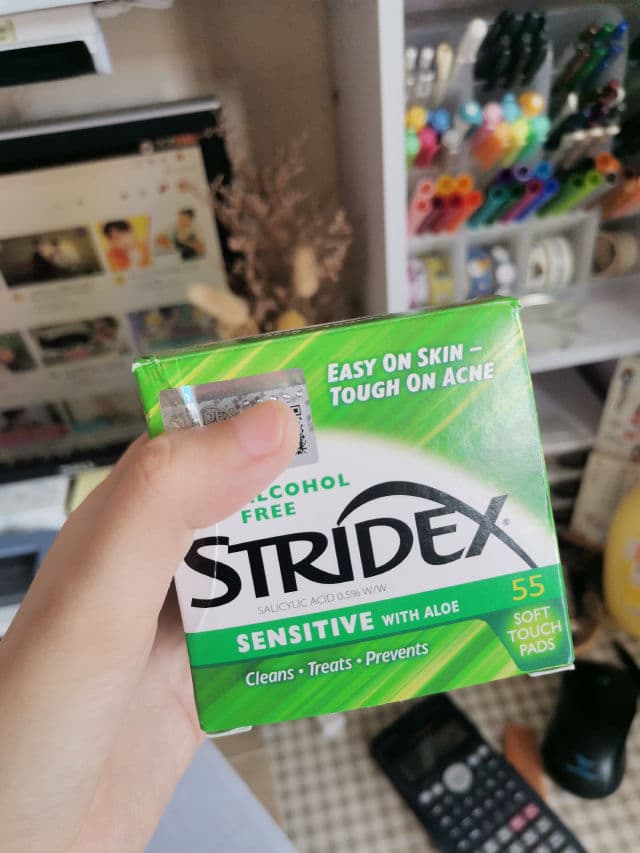 EASY ON SKIN –
TOUGH ON ACNE
ALCOHOL
FREE
STRIDEX®
SALICYLIC ACID 0.5% W/W
SENSITIVE WITH ALOE
55
SOFT
TOUCH
PADS
Cleans • Treats • Prevents